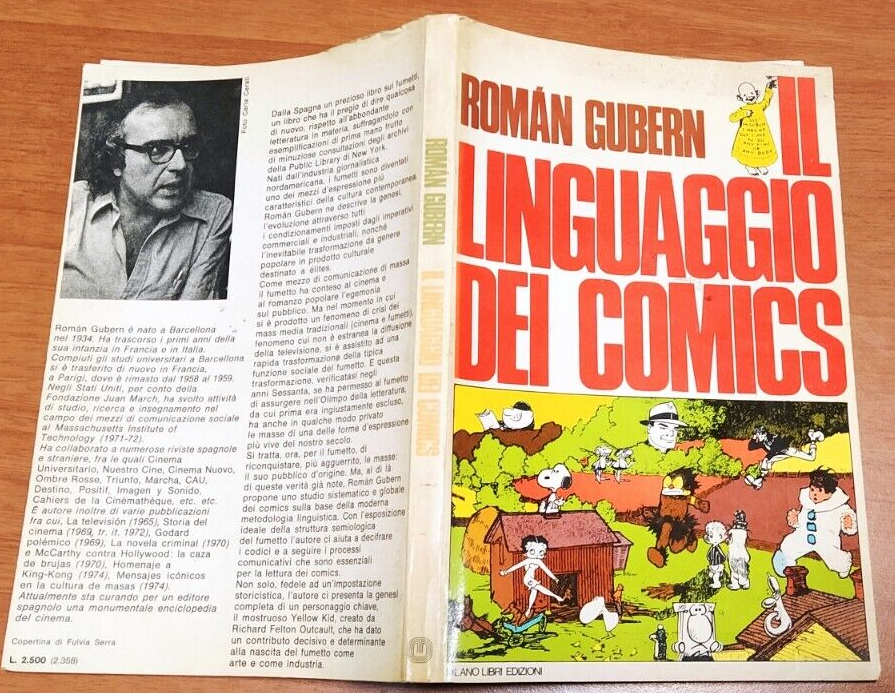 Foto Carla Cerati
Román Gubern è nato a Barcellona
nel 1934. Ha trascorso i primi anni della
sua infanzia in Francia e in Italia.
Compiuti gli studi universitari a Barcellona
si è trasferito di nuovo in Francia,
a Parigi, dove è rimasto dal 1958 al 1959.
Negli Stati Uniti, per conto della
Fondazione Juan March, ha svolto attività
di studio, ricerca e insegnamento nel
campo dei mezzi di comunicazione sociale
al Massachusetts Institute of
Technology (1971-72).
Ha collaborato a numerose riviste spagnole
e straniere, fra le quali Cinema
Universitario, Nuestro Cine, Cinema Nuovo,
Ombre Rosse, Triunfo, Marcha, CAU,
Destino, Positif, Imagen y Sonido,
Cahiers de la Cinemathèque, etc. etc.
È autore inoltre di varie pubblicazioni
fra cui, La televisión (1965), Storia del
cinema (1969, tr. it. 1972), Godard
polémico (1969), La novela criminal (1970)
e McCarthy contra Hollywood: la caza
de brujas (1970), Homenaje a
King-Kong (1974), Mensajes icónicos
en la cultura de masas (1974).
Attualmente sta curando per un editore
spagnolo una monumentale enciclopedia
del cinema.
Copertina di Fulvia Serra
L. 2.500 (2.358)
Dalla Spagna un prezioso libro sui fumetti,
un libro che ha il pregio di dire qualcosa
di nuovo, rispetto all'abbondante
letteratura in materia, suffragandolo con
esemplificazioni di prima mano frutto
di minuziose consultazioni degli archivi
della Public Library di New York.
Nati dall'industria giornalistica
nordamericana, i fumetti sono diventati
uno dei mezzi d'espressione più
caratteristici della cultura contemporanea.
Román Gubern ne descrive la genesi,
l'evoluzione attraverso tutti
i condizionamenti imposti dagli imperativi
commerciali e industriali, nonché
l'inevitabile trasformazione da genere
popolare in prodotto culturale
destinato a élites.
Come mezzo di comunicazione di massa
il fumetto ha conteso al cinema e
al romanzo popolare l'egemonia
sul pubblico. Ma nel momento in cui
si è prodotto un fenomeno di crisi dei
mass media tradizionali (cinema e fumetti),
fenomeno cui non è estranea la diffusione
della televisione, si è assistito ad una
rapida trasformazione della tipica
funzione sociale del fumetto. E questa
trasformazione, verificatasi negli
anni Sessanta, se ha permesso al fumetto
di assurgere nell'Olimpo della letteratura,
da cui prima era ingiustamente escluso,
ha anche in qualche modo privato
le masse di una delle forme d'espressione
più vive del nostro secolo.
Si tratta, ora, per il fumetto, di
riconquistare, più agguerrito, le masse:
il suo pubblico d'origine. Ma, al di là
di queste verità già note, Román Gubern
propone uno studio sistematico e globale
dei comics sulla base della moderna
metodologia linguistica. Con l'esposizione
ideale della struttura semiologica
del fumetto l'autore ci aiuta a decifrare
i codici e a seguire i processi
comunicativi che sono essenziali
per la lettura dei comics.
Non solo, fedele ad un'impostazione
storicistica, l'autore ci presenta la genesi
completa di un personaggio chiave,
il mostruoso Yellow Kid, creato da
Richard Felton Outcault, che ha dato
un contributo decisivo e determinante
alla nascita del fumetto come
arte e come industria.
ROMÁN GUBERN IL LINGUAGGIO DEI COMICS
ROMÁN GUBERN
IL
LINGUAGGIO
DEI COMICS
LANO LIBRI EDIZIONI